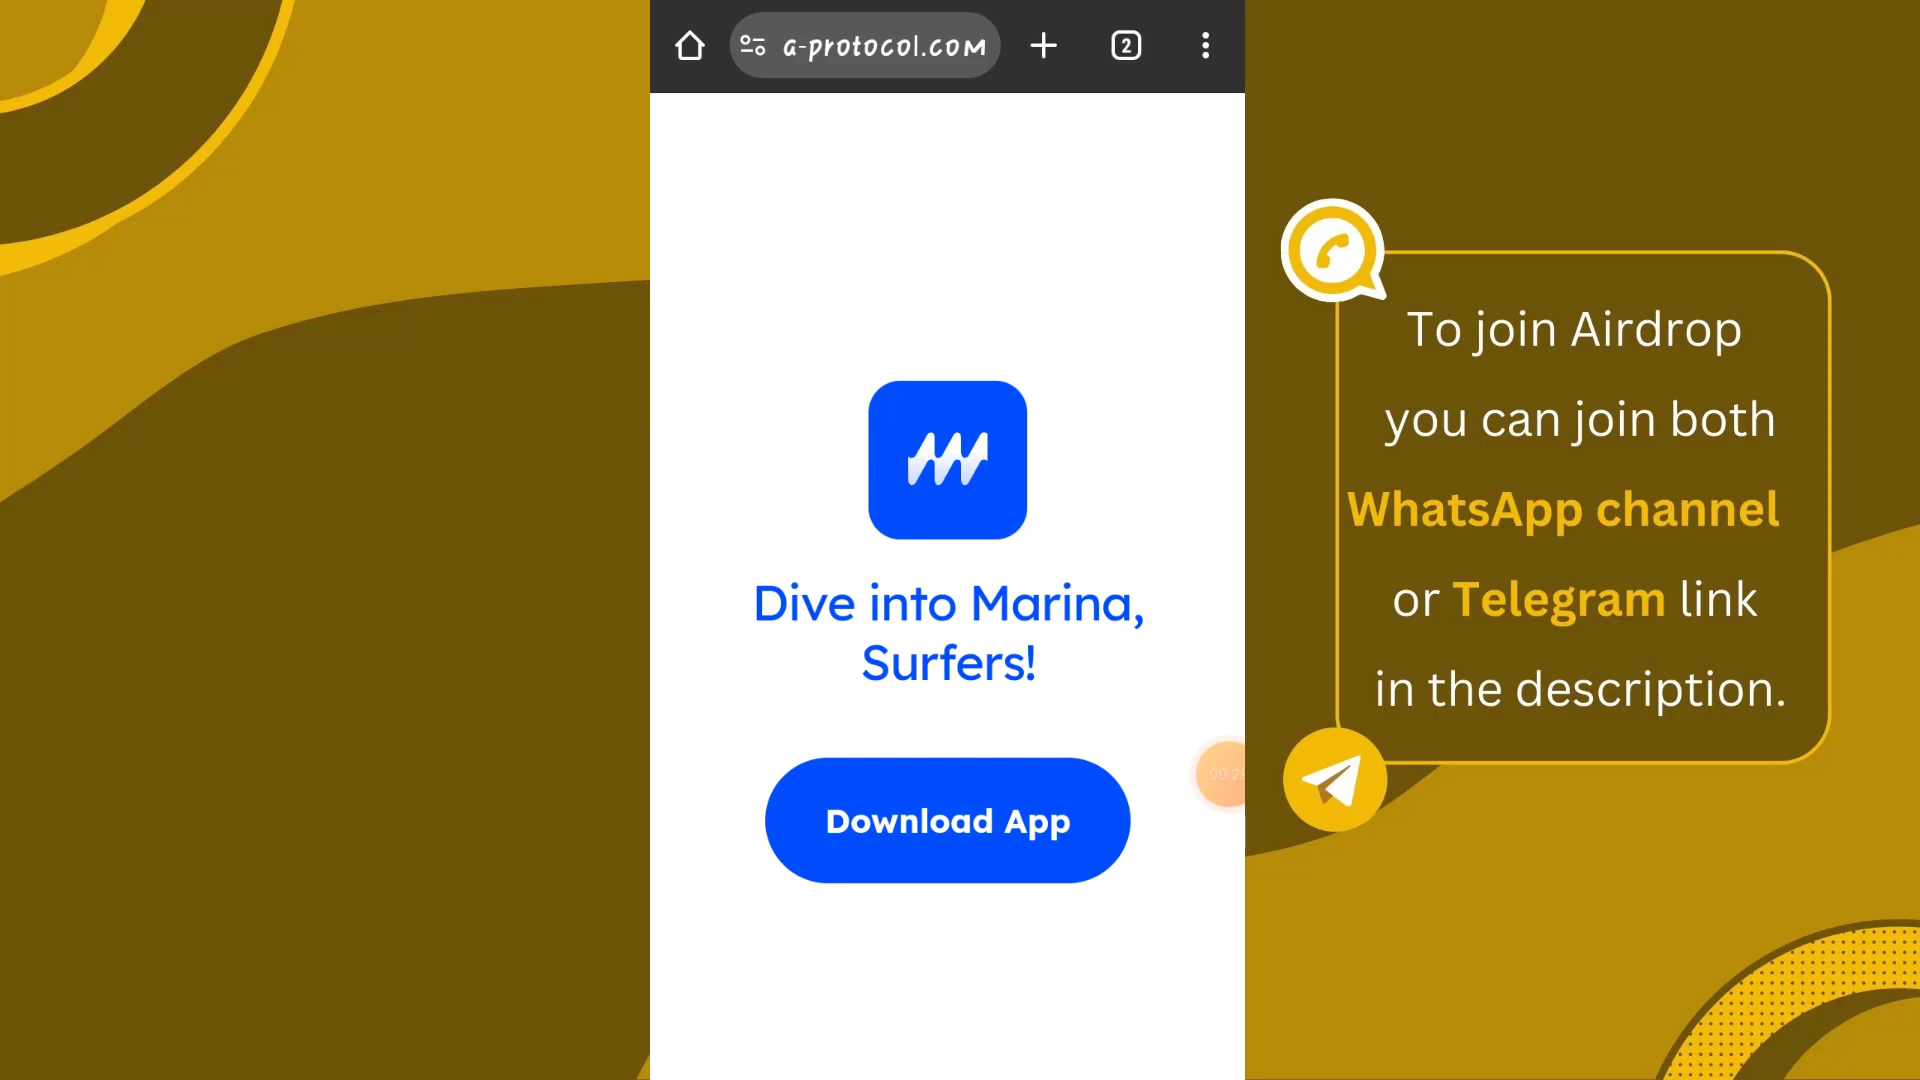 a-protocol.com
2
Dive into Marina,
Surfers!
Download App
To join Airdrop
you can join both
WhatsApp channel
or Telegram link
in the description.